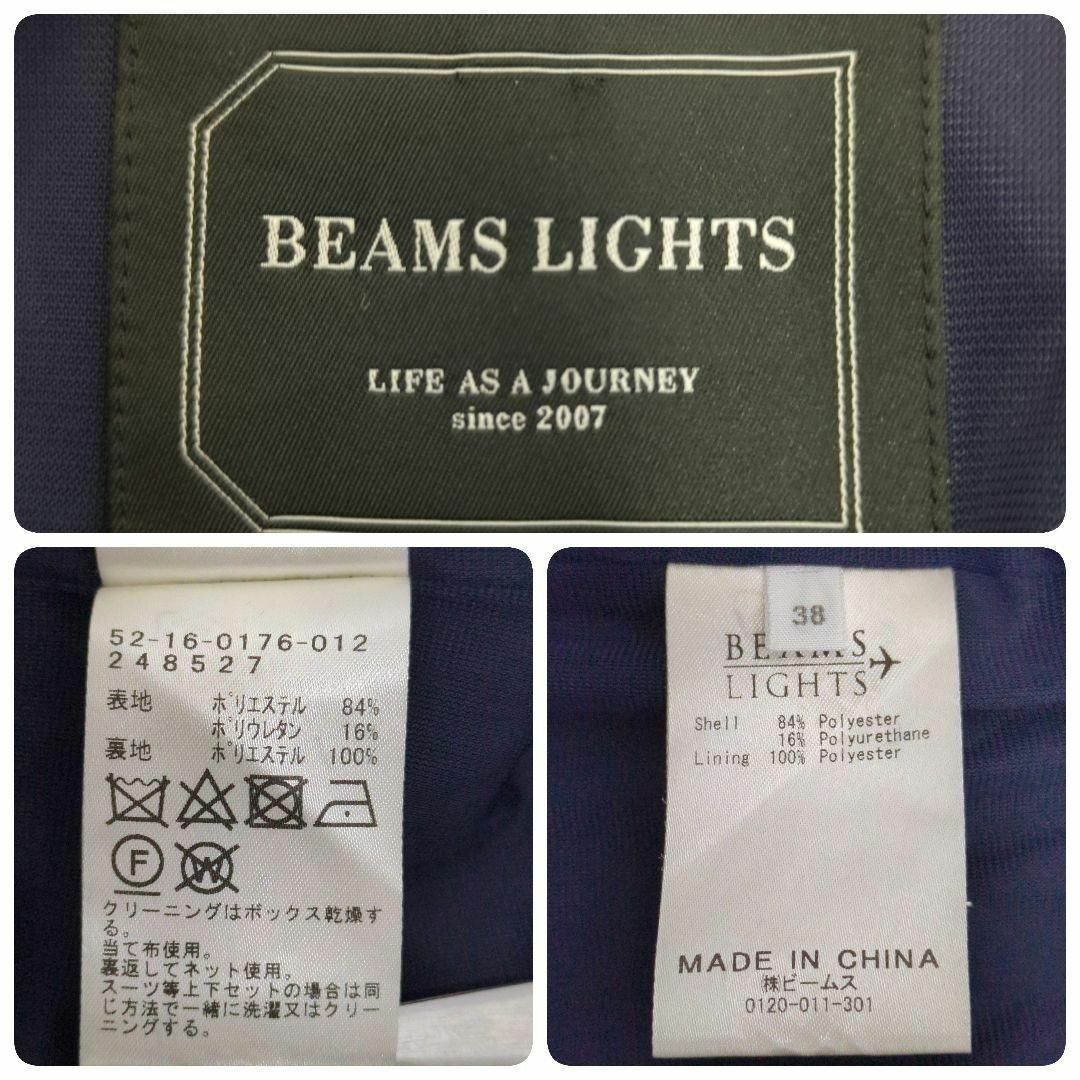 BEAMS LIGHTS
LIFE AS A JOURNEY
since 2007
52-16-0176-012
248527
表地 ポリエステル 84%
ポリウレタン 16%
裏地 ポリエステル 100%
F W
クリーニングはボックス乾燥す
る。
当て布使用。
裏返してネット使用。
スーツ等上下セットの場合は同
じ方法で一緒に洗濯又はクリー
ニングする。
38
BEAMS
LIGHTS
Shell 84% Polyester
16% Polyurethane
Lining 100% Polyester
MADE IN CHINA
㈱ビームス
0120-011-301